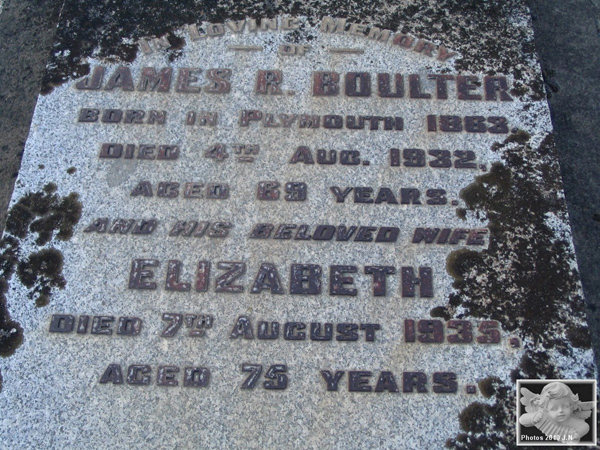 IN LOVING MEMORY
— OF —
JAMES R. BOULTER
BORN IN PLYMOUTH 1863
DIED 4TH AUG. 1932.
AGED 69 YEARS.
AND HIS BELOVED WIFE
ELIZABETH
DIED 7TH AUGUST 1935.
AGED 75 YEARS.
Photos 2010 J.N